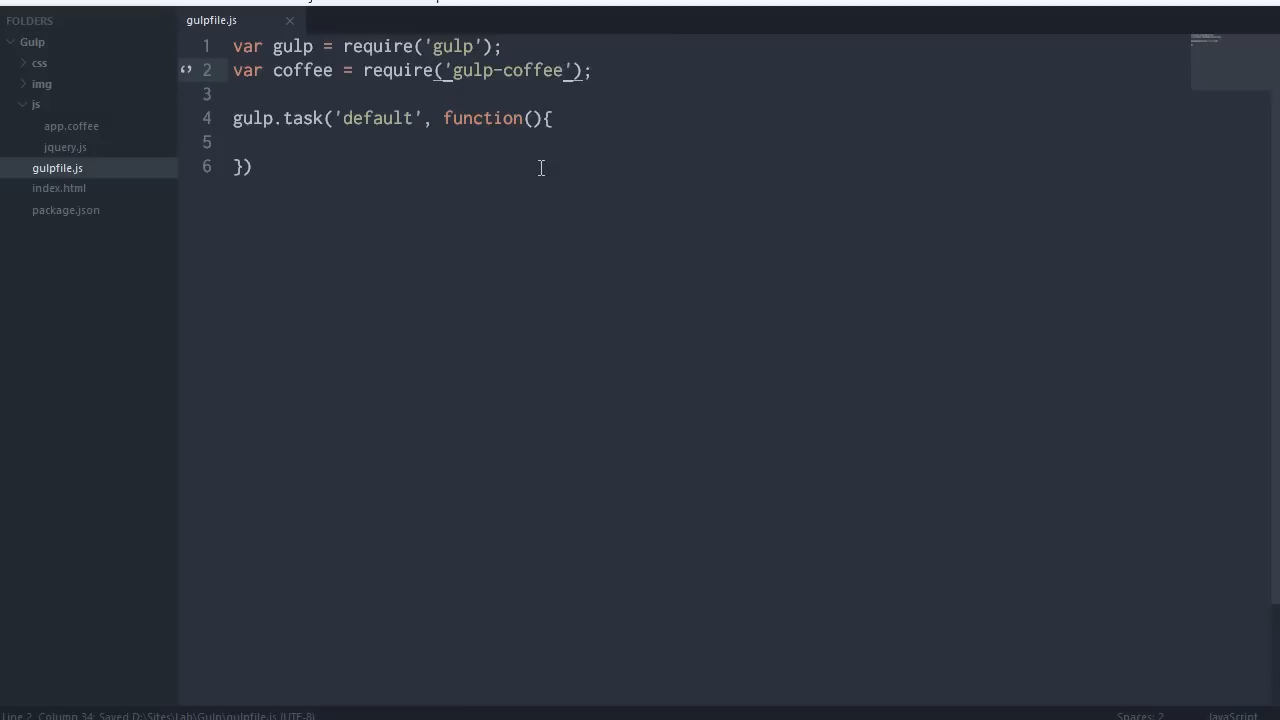 FOLDERS
Gulp
css
img
js
app.coffee
jquery.js
gulpfile.js
index.html
package.json
gulpfile.js
1 var gulp = require('gulp');
2 var coffee = require('gulp-coffee');
3
4 gulp.task('default', function(){
5
6 })
Line 2, Column 34; Saved D:\Sites\Lab\Gulp\gulpfile.js (UTF-8)
Spaces: 2
JavaScript